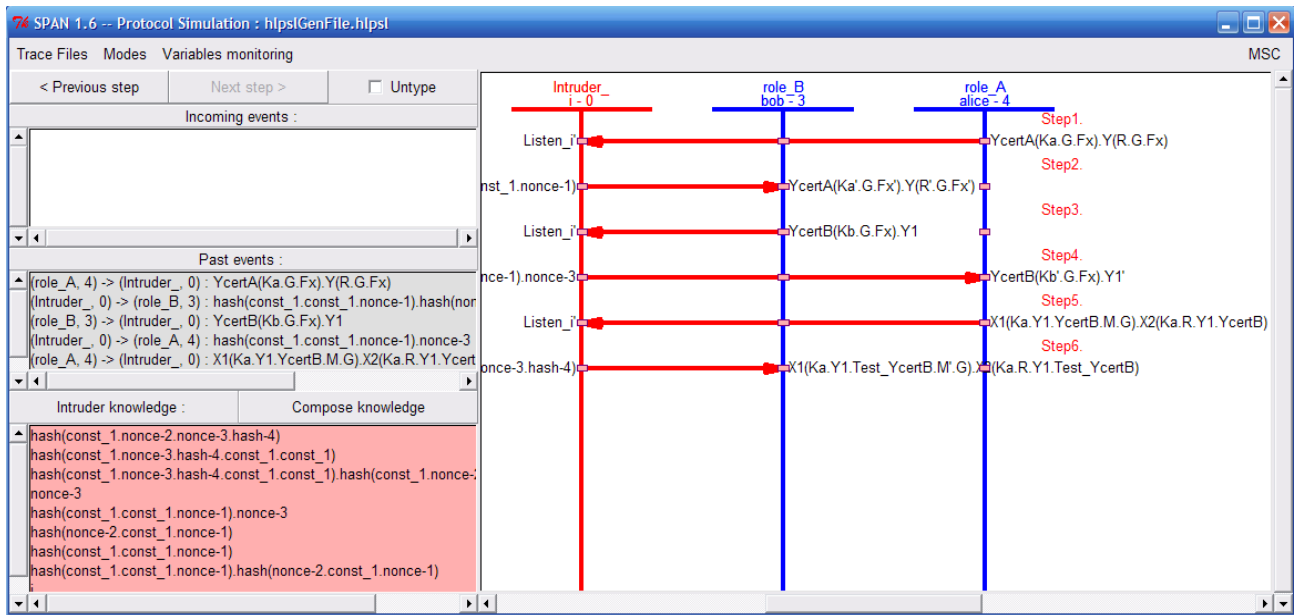 SPAN 1.6 -- Protocol Simulation : hlpslGenFile.hlpsl
Trace Files Modes Variables monitoring MSC
< Previous step Next step > Untype
Incoming events :
Past events :
(role_A, 4) -> (Intruder_, 0) : YcertA(Ka.G.Fx).Y(R.G.Fx)
(Intruder_, 0) -> (role_B, 3) : hash(const_1.const_1.nonce-1).hash(nor
(role_B, 3) -> (Intruder_, 0) : YcertB(Kb.G.Fx).Y1
(Intruder_, 0) -> (role_A, 4) : hash(const_1.const_1.nonce-1).nonce-3
(role_A, 4) -> (Intruder_, 0) : X1(Ka.Y1.YcertB.M.G).X2(Ka.R.Y1.Ycert
Intruder knowledge : Compose knowledge
hash(const_1.nonce-2.nonce-3.hash-4)
hash(const_1.nonce-3.hash-4.const_1.const_1)
hash(const_1.nonce-3.hash-4.const_1.const_1).hash(const_1.nonce-2
nonce-3
hash(const_1.const_1.nonce-1).nonce-3
hash(nonce-2.const_1.nonce-1)
hash(const_1.const_1.nonce-1)
hash(const_1.const_1.nonce-1).hash(nonce-2.const_1.nonce-1)
i
Intruder_ role_B role_A
i - 0 bob - 3 alice - 4
Step1.
Listen_i' YcertA(Ka.G.Fx).Y(R.G.Fx)
Step2.
nst_1.nonce-1) YcertA(Ka'.G.Fx').Y(R'.G.Fx')
Step3.
Listen_i' YcertB(Kb.G.Fx).Y1
Step4.
nce-1).nonce-3 YcertB(Kb'.G.Fx).Y1'
Step5.
Listen_i' X1(Ka.Y1.YcertB.M.G).X2(Ka.R.Y1.YcertB)
Step6.
once-3.hash-4) X1(Ka.Y1.Test_YcertB.M'.G).X2(Ka.R.Y1.Test_YcertB)